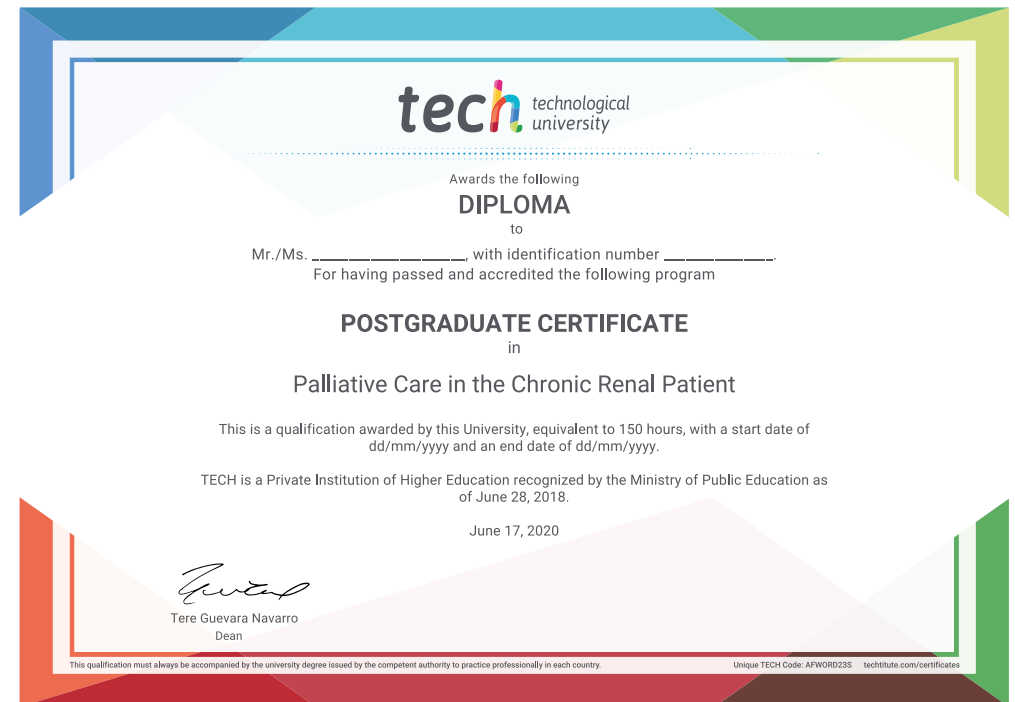 tech technological
university
Awards the following
DIPLOMA
to
Mr./Ms. ____________________, with identification number ______________.
For having passed and accredited the following program
POSTGRADUATE CERTIFICATE
in
Palliative Care in the Chronic Renal Patient
This is a qualification awarded by this University, equivalent to 150 hours, with a start date of
dd/mm/yyyy and an end date of dd/mm/yyyy.
TECH is a Private Institution of Higher Education recognized by the Ministry of Public Education as
of June 28, 2018.
June 17, 2020
Tere Guevara Navarro
Dean
This qualification must always be accompanied by the university degree issued by the competent authority to practice professionally in each country.
Unique TECH Code: AFWORD23S techtitute.com/certificates